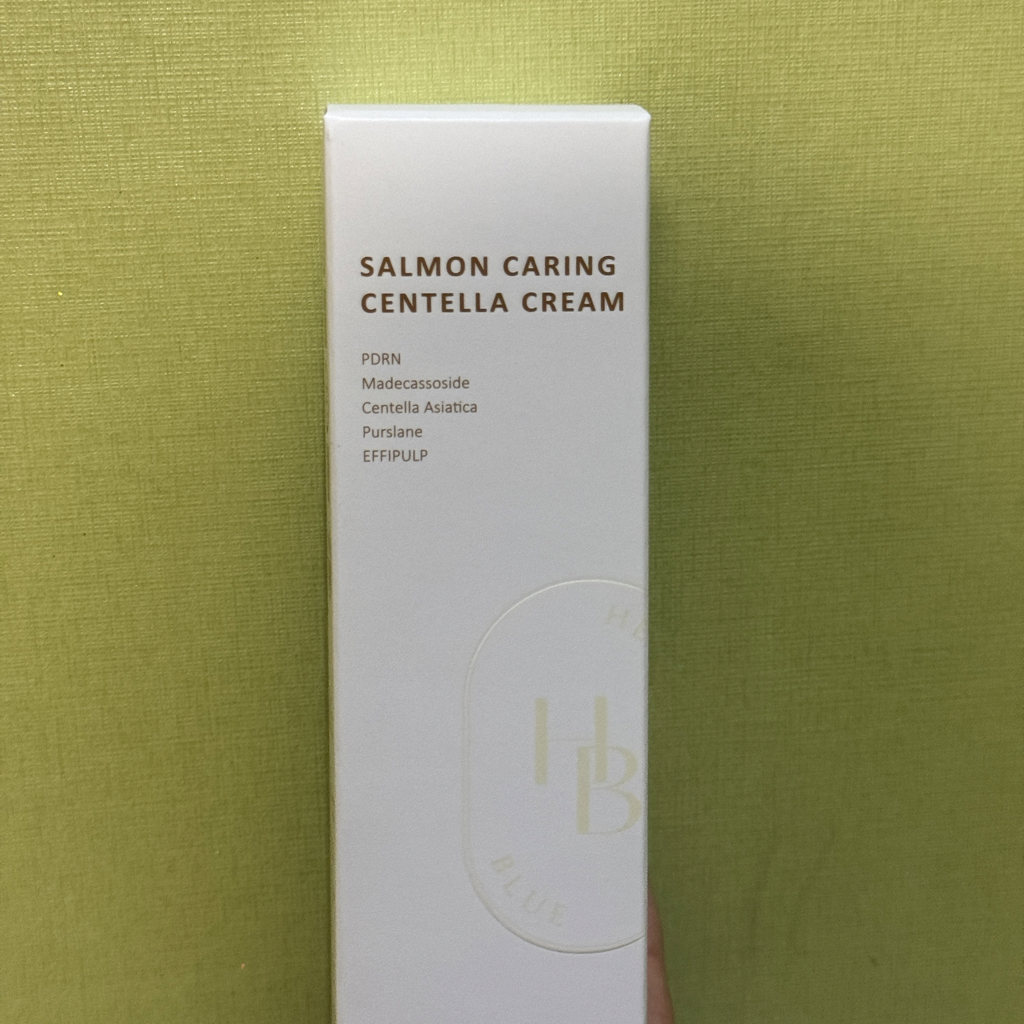 SALMON CARING
CENTELLA CREAM
PDRN
Madecassoside
Centella Asiatica
Purslane
EFFIPULP
HB
BLUE